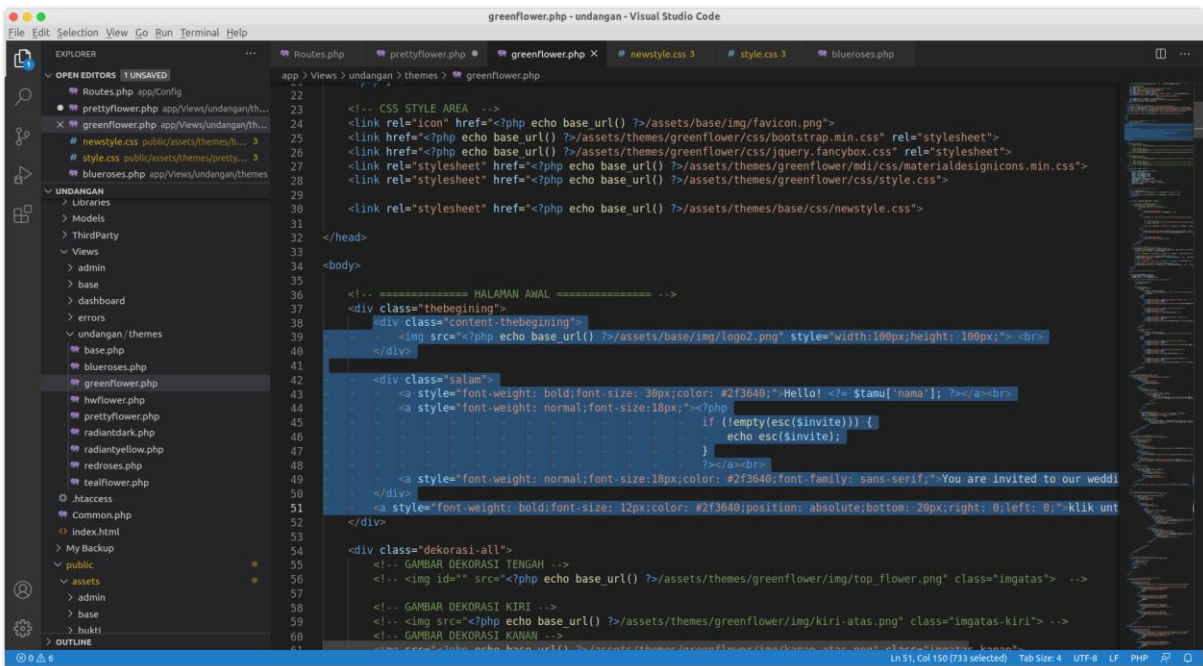 greenflower.php - undangan - Visual Studio Code
File Edit Selection View Go Run Terminal Help
EXPLORER
OPEN EDITORS 1 UNSAVED
Routes.php app/Config
prettyflower.php app/Views/undangan/th...
greenflower.php app/Views/undangan/th...
newstyle.css public/assets/themes/b... 3
style.css public/assets/themes/pretty... 3
blueroses.php app/Views/undangan/themes
UNDANGAN
Libraries
Models
ThirdParty
Views
admin
base
dashboard
errors
undangan / themes
base.php
blueroses.php
greenflower.php
hwflower.php
prettyflower.php
radiantdark.php
radiantyellow.php
redroses.php
tealflower.php
.htaccess
Common.php
index.html
My Backup
public
assets
admin
base
bukti
OUTLINE
Routes.php prettyflower.php greenflower.php newstyle.css 3 style.css 3 blueroses.php
app > Views > undangan > themes > greenflower.php
22
23 <!-- CSS STYLE AREA -->
24 <link rel="icon" href="<?php echo base_url() ?>/assets/base/img/favicon.png">
25 <link href="<?php echo base_url() ?>/assets/themes/greenflower/css/bootstrap.min.css" rel="stylesheet">
26 <link href="<?php echo base_url() ?>/assets/themes/greenflower/css/jquery.fancybox.css" rel="stylesheet">
27 <link rel="stylesheet" href="<?php echo base_url() ?>/assets/themes/greenflower/mdi/css/materialdesignicons.min.css">
28 <link rel="stylesheet" href="<?php echo base_url() ?>/assets/themes/greenflower/css/style.css">
29
30 <link rel="stylesheet" href="<?php echo base_url() ?>/assets/themes/base/css/newstyle.css">
31
32 </head>
33
34 <body>
35
36 <!-- ============== HALAMAN AWAL =============== -->
37 <div class="thebegining">
38 <div class="content-thebegining">
39 <img src="<?php echo base_url() ?>/assets/base/img/logo2.png" style="width:100px;height: 100px;"> <br>
40 </div>
41
42 <div class="salam">
43 <a style="font-weight: bold;font-size: 30px;color: #2f3640;">Hello! <?= $tamu['nama']; ?></a><br>
44 <a style="font-weight: normal;font-size:18px;"><?php
45 if (!empty(esc($invite))) {
46 echo esc($invite);
47 }
48 ?></a><br>
49 <a style="font-weight: normal;font-size:18px;color: #2f3640;font-family: sans-serif;">You are invited to our weddi
50 </div>
51 <a style="font-weight: bold;font-size: 12px;color: #2f3640;position: absolute;bottom: 20px;right: 0;left: 0;">klik unt
52 </div>
53
54 <div class="dekorasi-all">
55 <!-- GAMBAR DEKORASI TENGAH -->
56 <!-- <img id="" src="<?php echo base_url() ?>/assets/themes/greenflower/img/top_flower.png" class="imgatas"> -->
57
58 <!-- GAMBAR DEKORASI KIRI -->
59 <!-- <img src="<?php echo base_url() ?>/assets/themes/greenflower/img/kiri-atas.png" class="imgatas-kiri"> -->
60 <!-- GAMBAR DEKORASI KANAN -->
61 <img src="<?php echo base_url() ?>/assets/themes/greenflower/img/kanan-atas.png" class="imgatas-kanan">
0 6
Ln 51, Col 150 (733 selected) Tab Size: 4 UTF-8 LF PHP